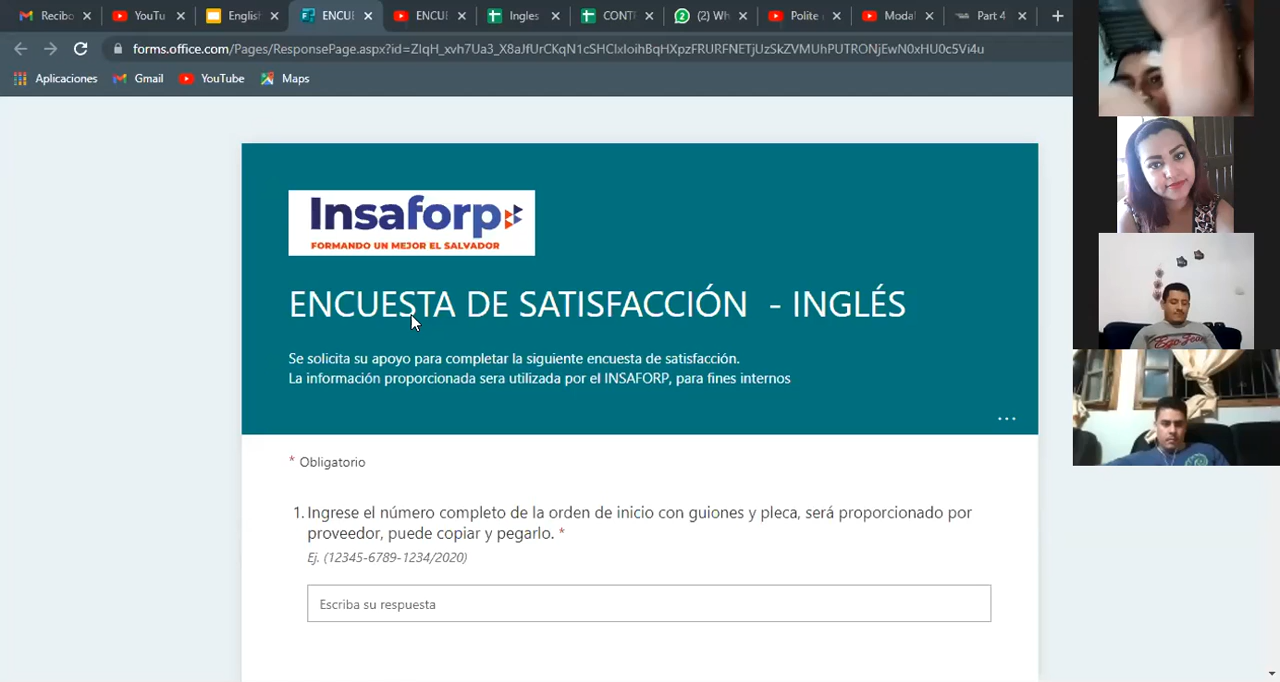 Recibo
YouTu
English
ENCUE
ENCUE
Ingles
CONT
(2) Wh
Polite
Modal
Part 4
forms.office.com/Pages/ResponsePage.aspx?id=
Aplicaciones
Gmail
YouTube
Maps
Insaforp
FORMANDO UN MEJOR EL SALVADOR
ENCUESTA DE SATISFACCIÓN - INGLÉS
Se solicita su apoyo para completar la siguiente encuesta de satisfacción.
La información proporcionada sera utilizada por el INSAFORP, para fines internos
...
* Obligatorio
1. Ingrese el número completo de la orden de inicio con guiones y pleca, será proporcionado por
proveedor, puede copiar y pegarlo. *
Ej. (12345-6789-1234/2020)
Escriba su respuesta